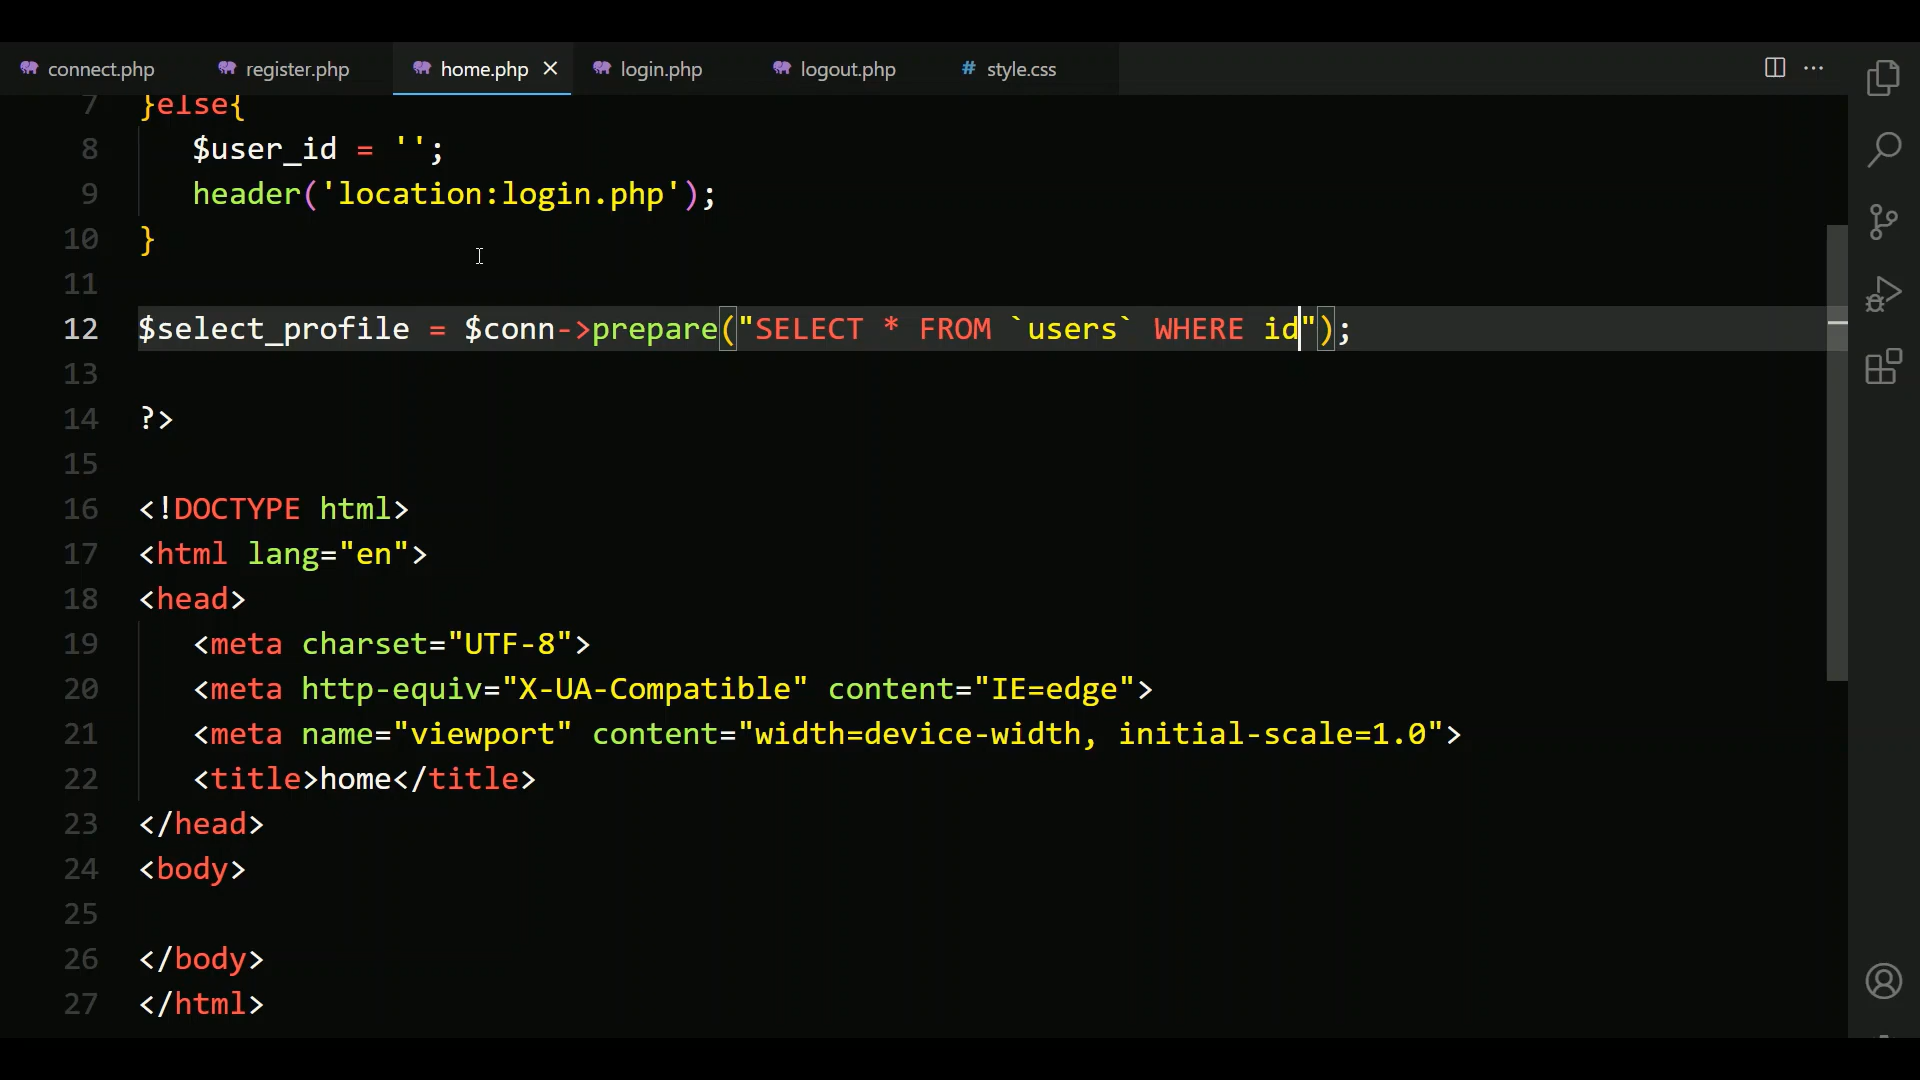 connect.php register.php home.php login.php logout.php # style.css
7 }else{
8 $user_id = '';
9 header('location:login.php');
10 }
11
12 $select_profile = $conn->prepare("SELECT * FROM `users` WHERE id");
13
14 ?>
15
16 <!DOCTYPE html>
17 <html lang="en">
18 <head>
19 <meta charset="UTF-8">
20 <meta http-equiv="X-UA-Compatible" content="IE=edge">
21 <meta name="viewport" content="width=device-width, initial-scale=1.0">
22 <title>home</title>
23 </head>
24 <body>
25
26 </body>
27 </html>